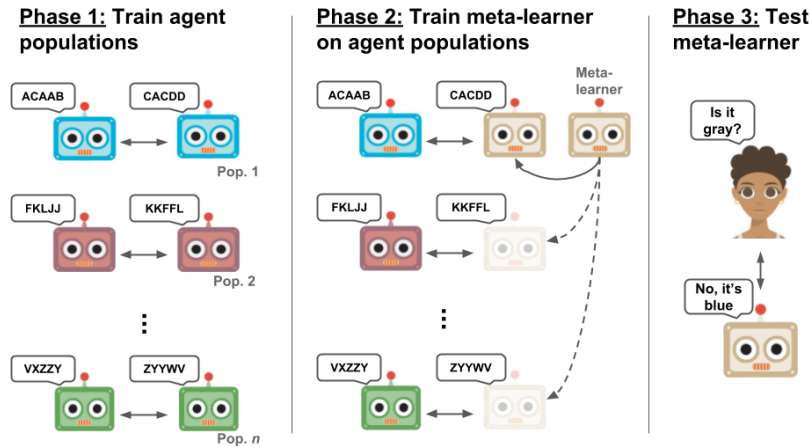 Phase 1: Train agent
populations
ACAAB
CACDD
Pop. 1
FKLJJ
KKFFL
Pop. 2
...
VXZZY
ZYYWV
Pop. n
Phase 2: Train meta-learner
on agent populations
Meta-
learner
ACAAB
CACDD
FKLJJ
KKFFL
...
VXZZY
ZYYWV
Phase 3: Test
meta-learner
Is it
gray?
No, it's
blue